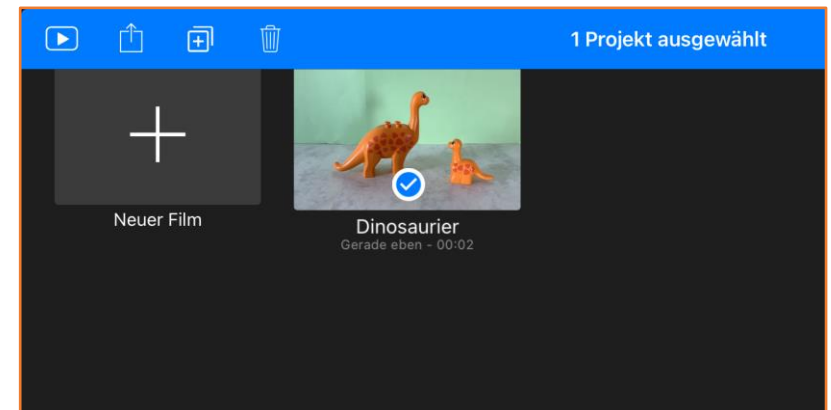 1 Projekt ausgewählt
Neuer Film
Dinosaurier
Gerade eben - 00:02